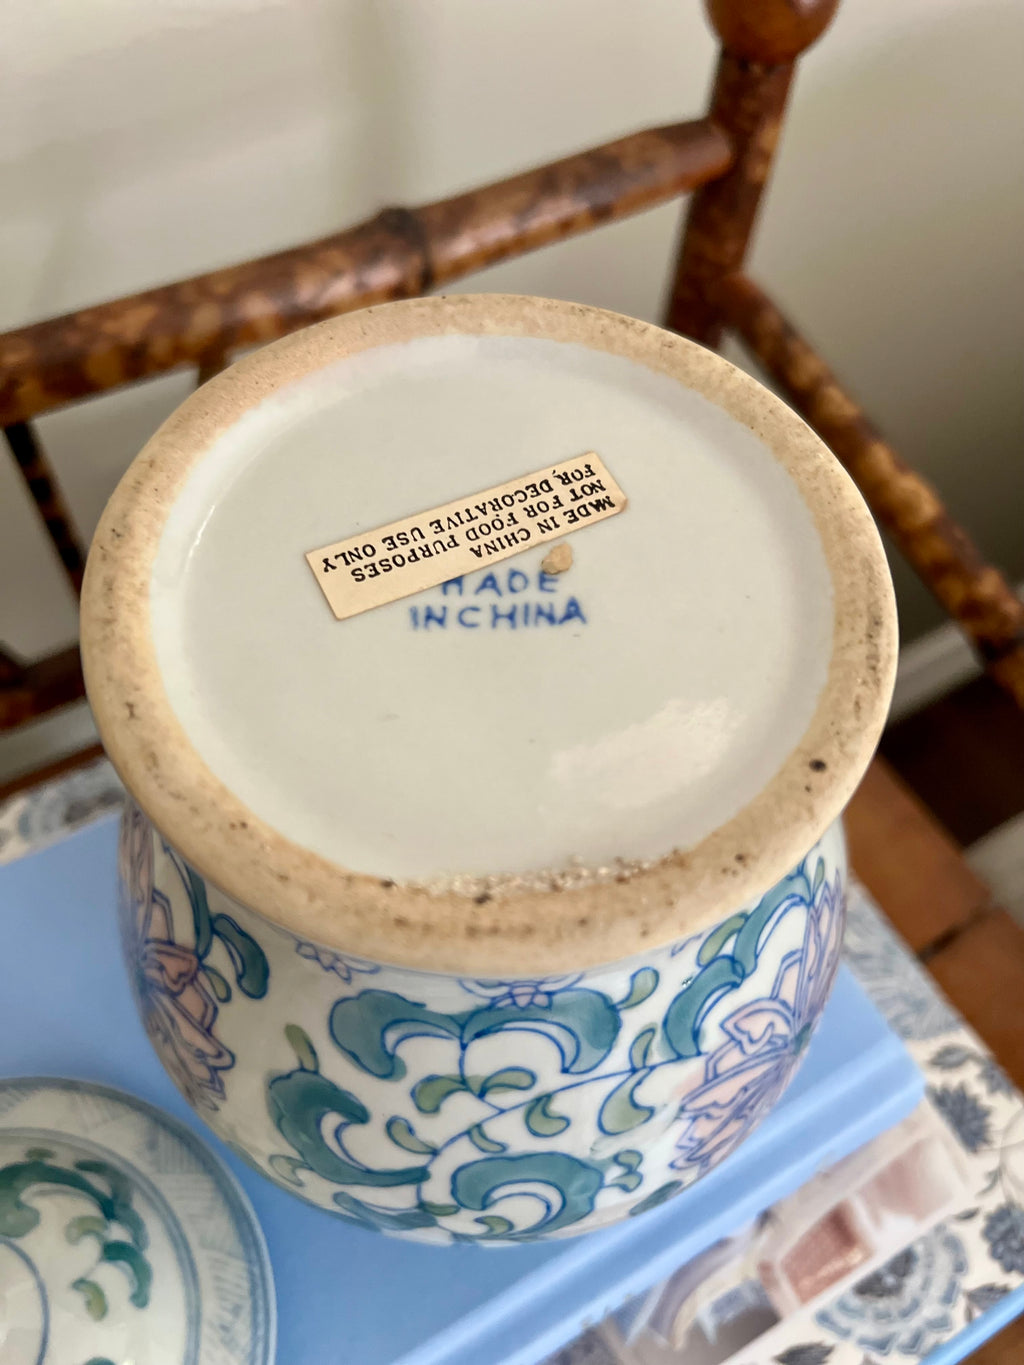 MADE IN CHINA
NOT FOR FOOD PURPOSES
FOR DECORATIVE USE ONLY
MADE
IN CHINA